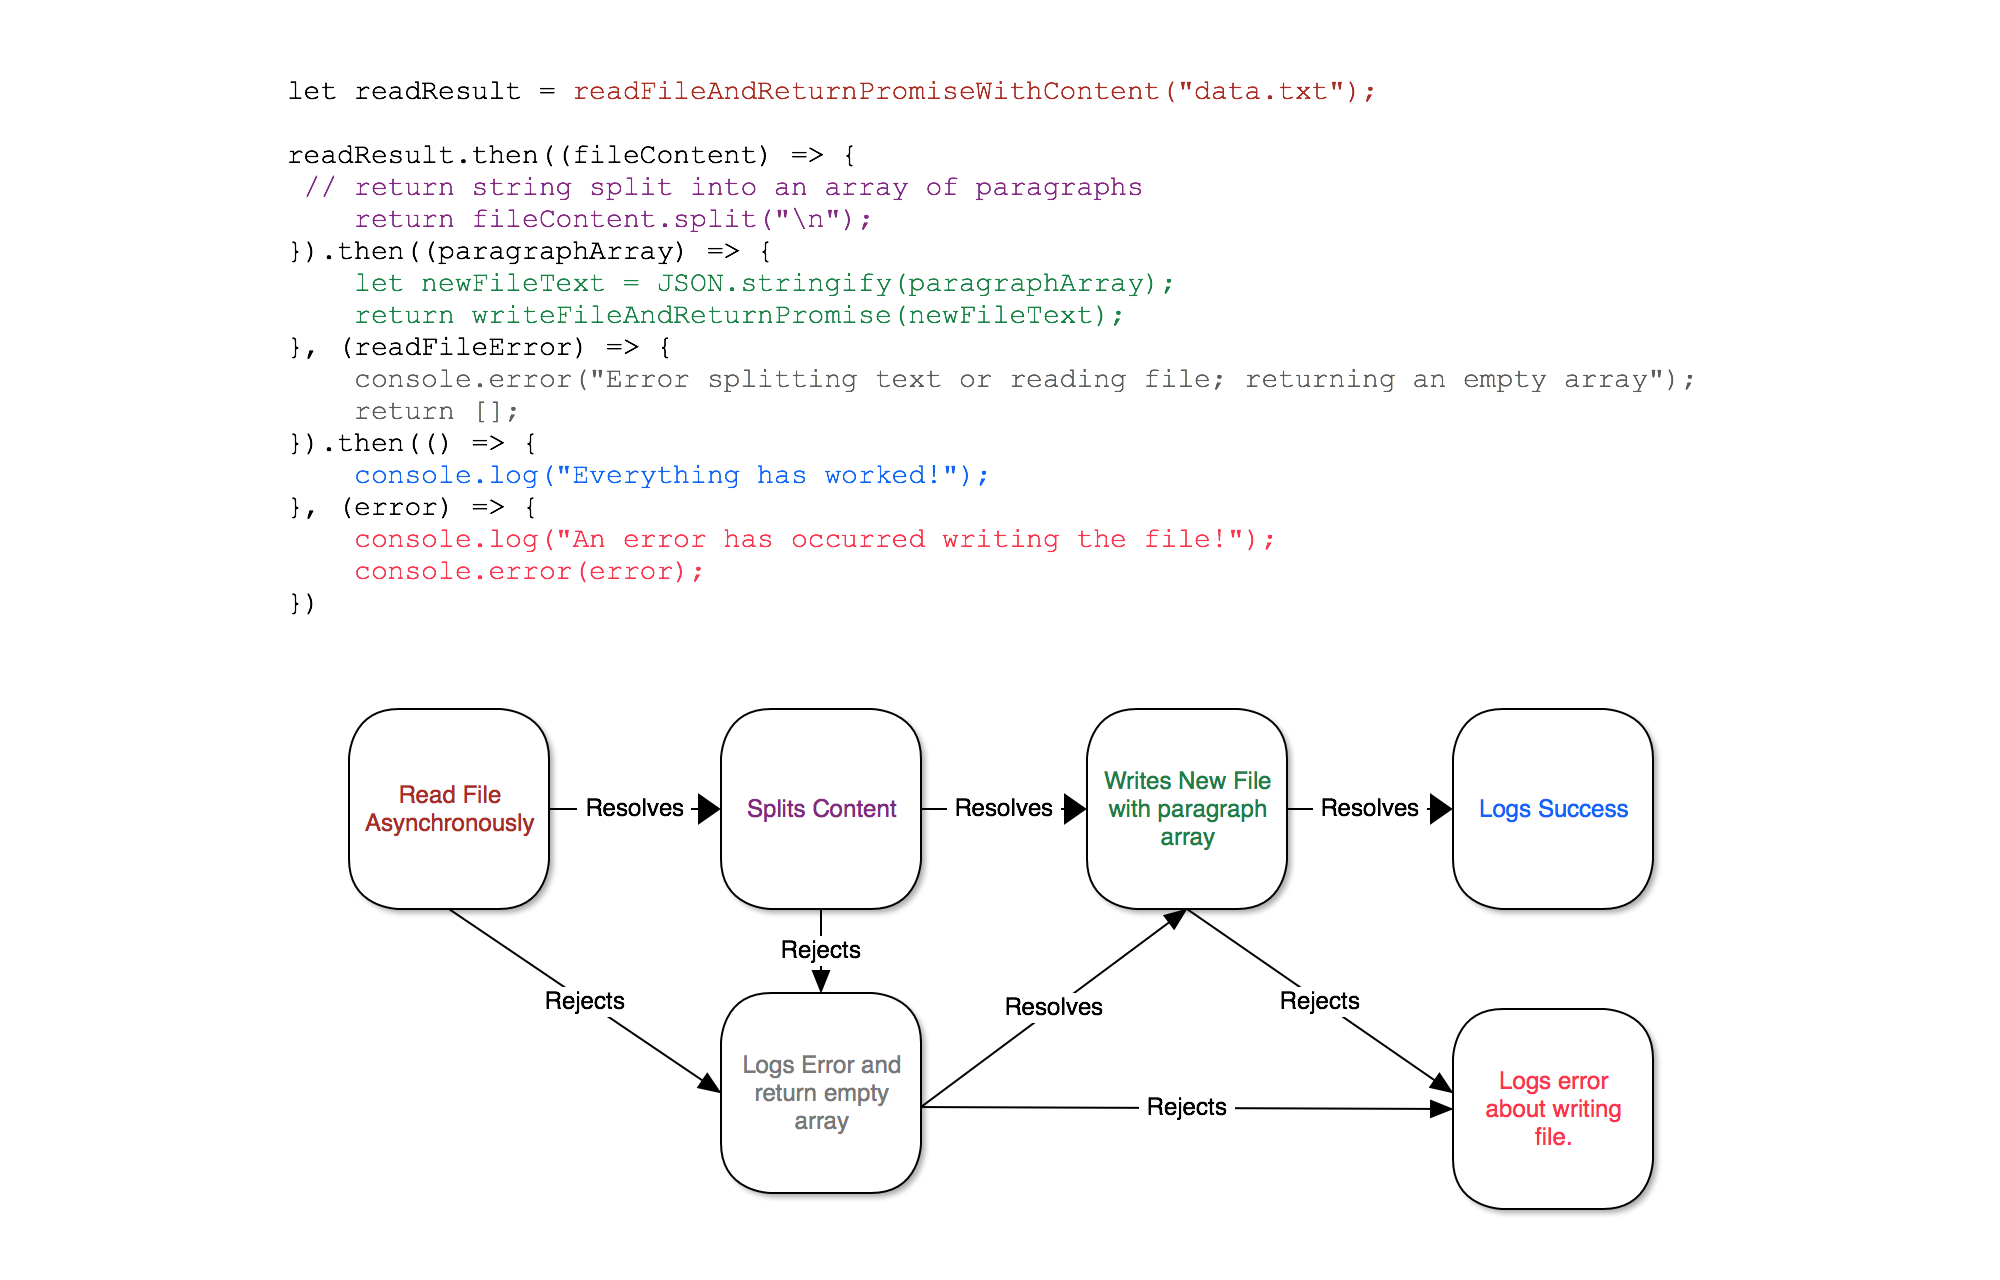 let readResult = readFileAndReturnPromiseWithContent("data.txt");
readResult.then((fileContent) => {
// return string split into an array of paragraphs
return fileContent.split("\n");
}).then((paragraphArray) => {
let newFileText = JSON.stringify(paragraphArray);
return writeFileAndReturnPromise(newFileText);
}, (readFileError) => {
console.error("Error splitting text or reading file; returning an empty array");
return [];
}).then(() => {
console.log("Everything has worked!");
}, (error) => {
console.log("An error has occurred writing the file!");
console.error(error);
})
Read File
Asynchronously
Resolves
Splits Content
Resolves
Writes New File
with paragraph
array
Resolves
Logs Success
Rejects
Rejects
Resolves
Rejects
Logs Error and
return empty
array
Rejects
Logs error
about writing
file.